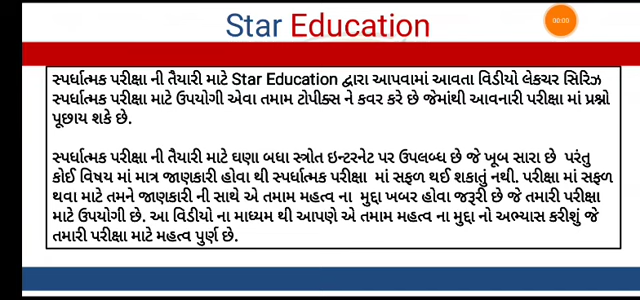 Star Education
00:00
સ્પર્ધાત્મક પરીક્ષા ની તૈયારી માટે Star Education દ્વારા આપવામાં આવતા વિડીયો લેકચર સિરિઝ
સ્પર્ધાત્મક પરીક્ષા માટે ઉપયોગી એવા તમામ ટોપીક્સ ને કવર કરે છે જેમાંથી આવનારી પરીક્ષા માં પ્રશ્નો
પૂછાય શકે છે.
સ્પર્ધાત્મક પરીક્ષા ની તૈયારી માટે ઘણા બધા સ્ત્રોત ઇન્ટરનેટ પર ઉપલબ્ધ છે જે ખૂબ સારા છે પરંતુ
કોઈ વિષય માં માત્ર જાણકારી હોવા થી સ્પર્ધાત્મક પરીક્ષા માં સફળ થઈ શકાતું નથી. પરીક્ષા માં સફળ
થવા માટે તમને જાણકારી ની સાથે એ તમામ મહત્વ ના મુદ્દા ખબર હોવા જરૂરી છે જે તમારી પરીક્ષા
માટે ઉપયોગી છે. આ વિડીયો ના માધ્યમ થી આપણે એ તમામ મહત્વ ના મુદ્દા નો અભ્યાસ કરીશું જે
તમારી પરીક્ષા માટે મહત્વ પુર્ણ છે.